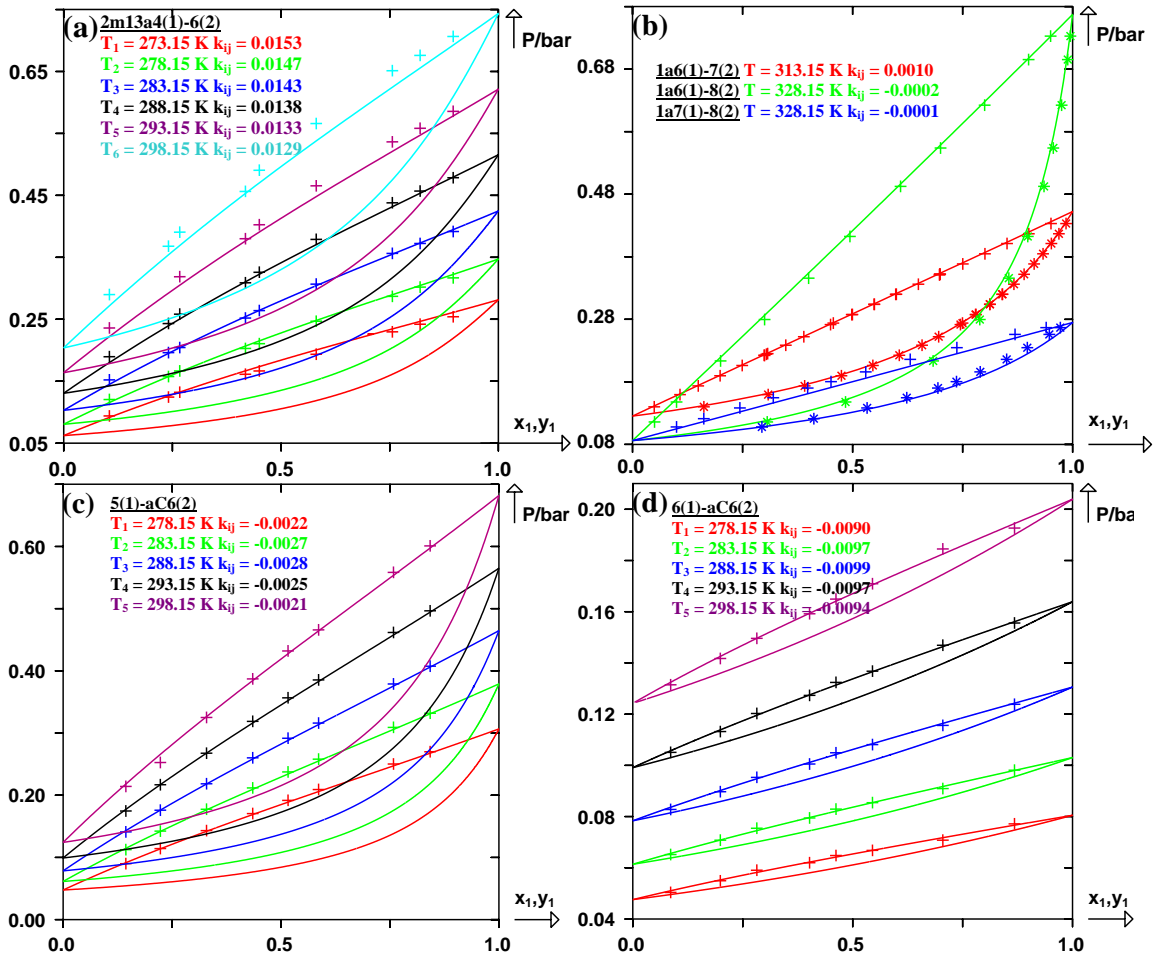 (a)
2m13a4(1)-6(2)
T1 = 273.15 K kij = 0.0153
T2 = 278.15 K kij = 0.0147
T3 = 283.15 K kij = 0.0143
T4 = 288.15 K kij = 0.0138
T5 = 293.15 K kij = 0.0133
T6 = 298.15 K kij = 0.0129
P/bar
0.65
0.45
0.25
0.05
0.0
0.5
1.0
x1,y1
(b)
1a6(1)-7(2) T = 313.15 K kij = 0.0010
1a6(1)-8(2) T = 328.15 K kij = -0.0002
1a7(1)-8(2) T = 328.15 K kij = -0.0001
P/bar
0.68
0.48
0.28
0.08
0.0
0.5
1.0
x1,y1
(c)
5(1)-aC6(2)
T1 = 278.15 K kij = -0.0022
T2 = 283.15 K kij = -0.0027
T3 = 288.15 K kij = -0.0028
T4 = 293.15 K kij = -0.0025
T5 = 298.15 K kij = -0.0021
P/bar
0.60
0.40
0.20
0.00
0.0
0.5
1.0
x1,y1
(d)
6(1)-aC6(2)
T1 = 278.15 K kij = -0.0090
T2 = 283.15 K kij = -0.0097
T3 = 288.15 K kij = -0.0099
T4 = 293.15 K kij = -0.0097
T5 = 298.15 K kij = -0.0094
P/bar
0.20
0.16
0.12
0.08
0.04
0.0
0.5
1.0
x1,y1